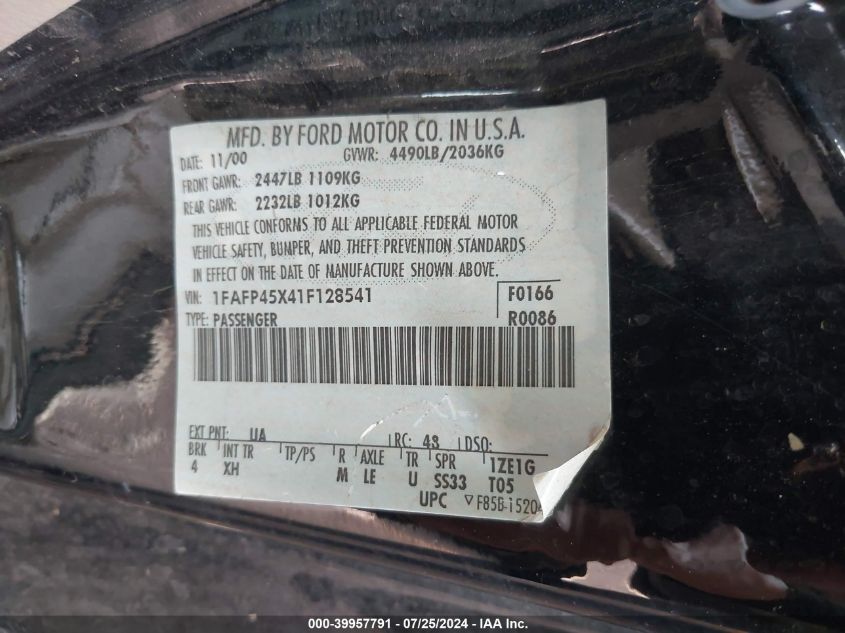 MFD. BY FORD MOTOR CO. IN U.S.A.
DATE: 11/00 GVWR: 4490LB/2036KG
FRONT GAWR: 2447LB 1109KG
REAR GAWR: 2232LB 1012KG
THIS VEHICLE CONFORMS TO ALL APPLICABLE FEDERAL MOTOR
VEHICLE SAFETY, BUMPER, AND THEFT PREVENTION STANDARDS
IN EFFECT ON THE DATE OF MANUFACTURE SHOWN ABOVE.
VIN: 1FAFP45X41F128541 F0166
TYPE: PASSENGER R0086
EXT PNT: UA RC: 48 DSO:
BRK INT TR TP/PS R AXLE TR SPR 1ZE1G
4 XH M LE U SS33 T05
UPC ▽F85B-1520
000-39957791 - 07/25/2024 - IAAI Inc.